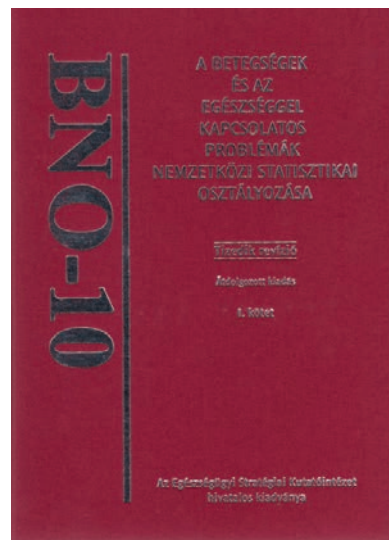 BNO-10
A BETEGSÉGEK
ÉS AZ
EGÉSZSÉGGEL
KAPCSOLATOS
PROBLÉMÁK
NEMZETKÖZI STATISZTIKAI
OSZTÁLYOZÁSA
Tizedik revízió
Átdolgozott kiadás
kötet
Az Egészségügyi Stratégiai Kutatóintézet
hivatalos kiadványa